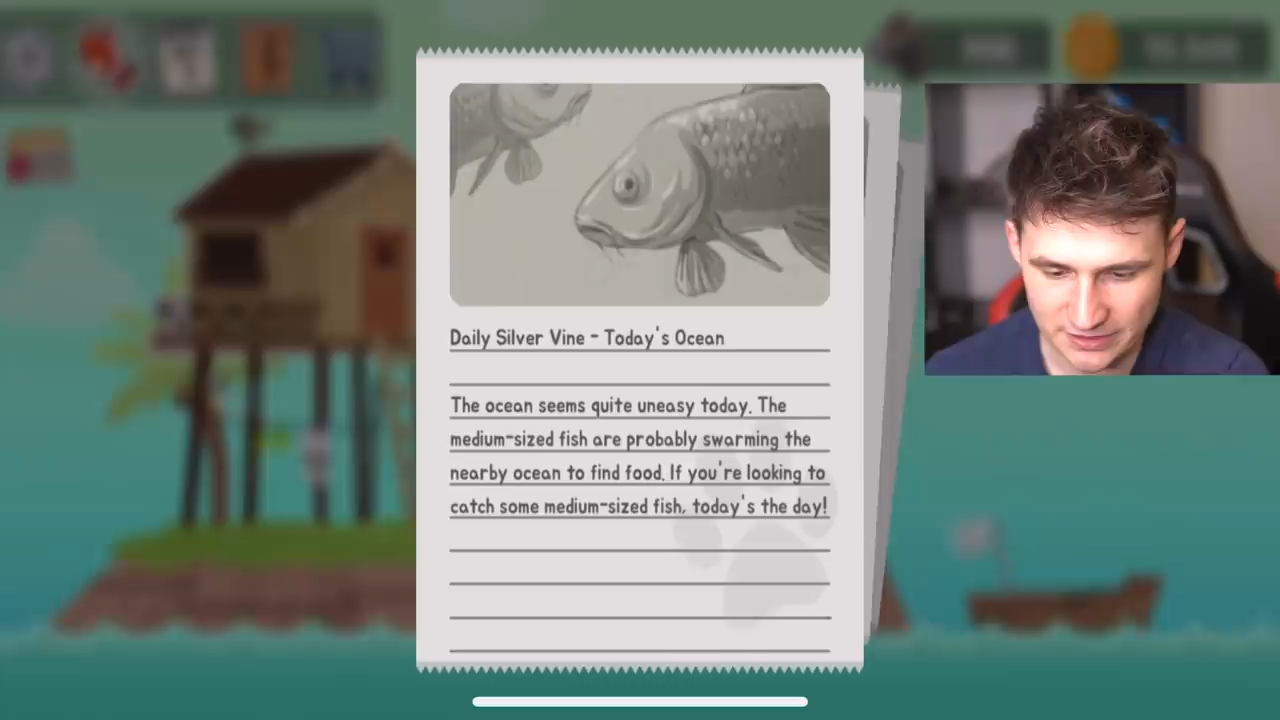 Daily Silver Vine - Today's Ocean
The ocean seems quite uneasy today. The
medium-sized fish are probably swarming the
nearby ocean to find food. If you're looking to
catch some medium-sized fish, today's the day!